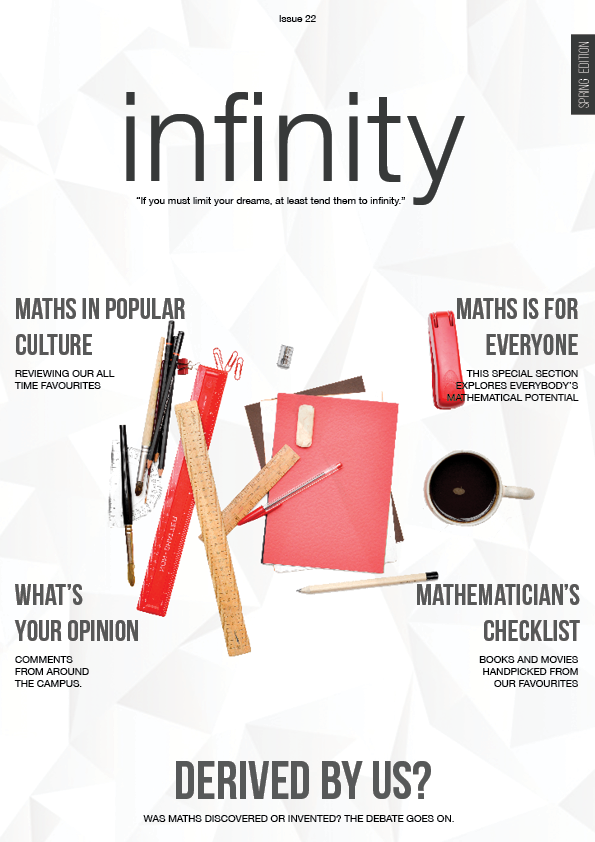 Issue 22
SPRING EDITION
infinity
“If you must limit your dreams, at least tend them to infinity.”
MATHS IN POPULAR
CULTURE
REVIEWING OUR ALL
TIME FAVOURITES
MATHS IS FOR
EVERYONE
THIS SPECIAL SECTION
EXPLORES EVERYBODY’S
MATHEMATICAL POTENTIAL
WHAT’S
YOUR OPINION
COMMENTS
FROM AROUND
THE CAMPUS.
MATHEMATICIAN’S
CHECKLIST
BOOKS AND MOVIES
HANDPICKED FROM
OUR FAVOURITES
DERIVED BY US?
WAS MATHS DISCOVERED OR INVENTED? THE DEBATE GOES ON.